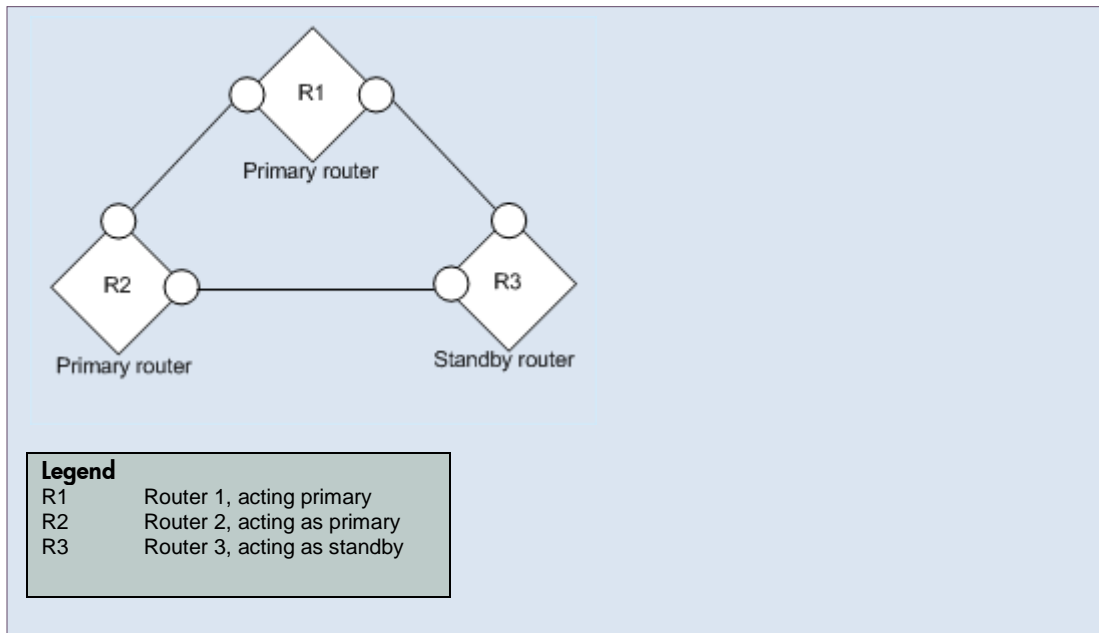 R1
Primary router
R2
R3
Primary router
Standby router
Legend
R1 Router 1, acting primary
R2 Router 2, acting as primary
R3 Router 3, acting as standby